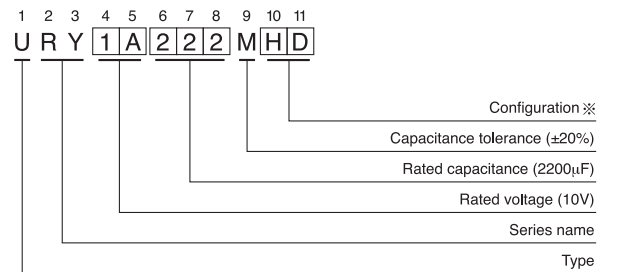 1 2 3 4 5 6 7 8 9 10 11
U R Y 1 A 2 2 2 M H D
Configuration ※
Capacitance tolerance (±20%)
Rated capacitance (2200µF)
Rated voltage (10V)
Series name
Type